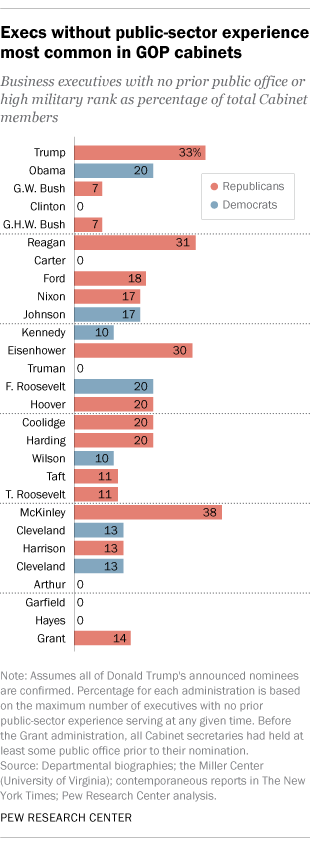 Execs without public-sector experience
most common in GOP cabinets
Business executives with no prior public office or
high military rank as percentage of total Cabinet
members
Trump 33%
Obama 20
G.W. Bush 7
Republicans
Clinton 0
Democrats
G.H.W. Bush 7
Reagan 31
Carter 0
Ford 18
Nixon 17
Johnson 17
Kennedy 10
Eisenhower 30
Truman 0
F. Roosevelt 20
Hoover 20
Coolidge 20
Harding 20
Wilson 10
Taft 11
T. Roosevelt 11
McKinley 38
Cleveland 13
Harrison 13
Cleveland 13
Arthur 0
Garfield 0
Hayes 0
Grant 14
Note: Assumes all of Donald Trump's announced nominees
are confirmed. Percentage for each administration is based
on the maximum number of executives with no prior
public-sector experience serving at any given time. Before
the Grant administration, all Cabinet secretaries had held at
least some public office prior to their nomination.
Source: Departmental biographies; the Miller Center
(University of Virginia); contemporaneous reports in The New
York Times; Pew Research Center analysis.
PEW RESEARCH CENTER